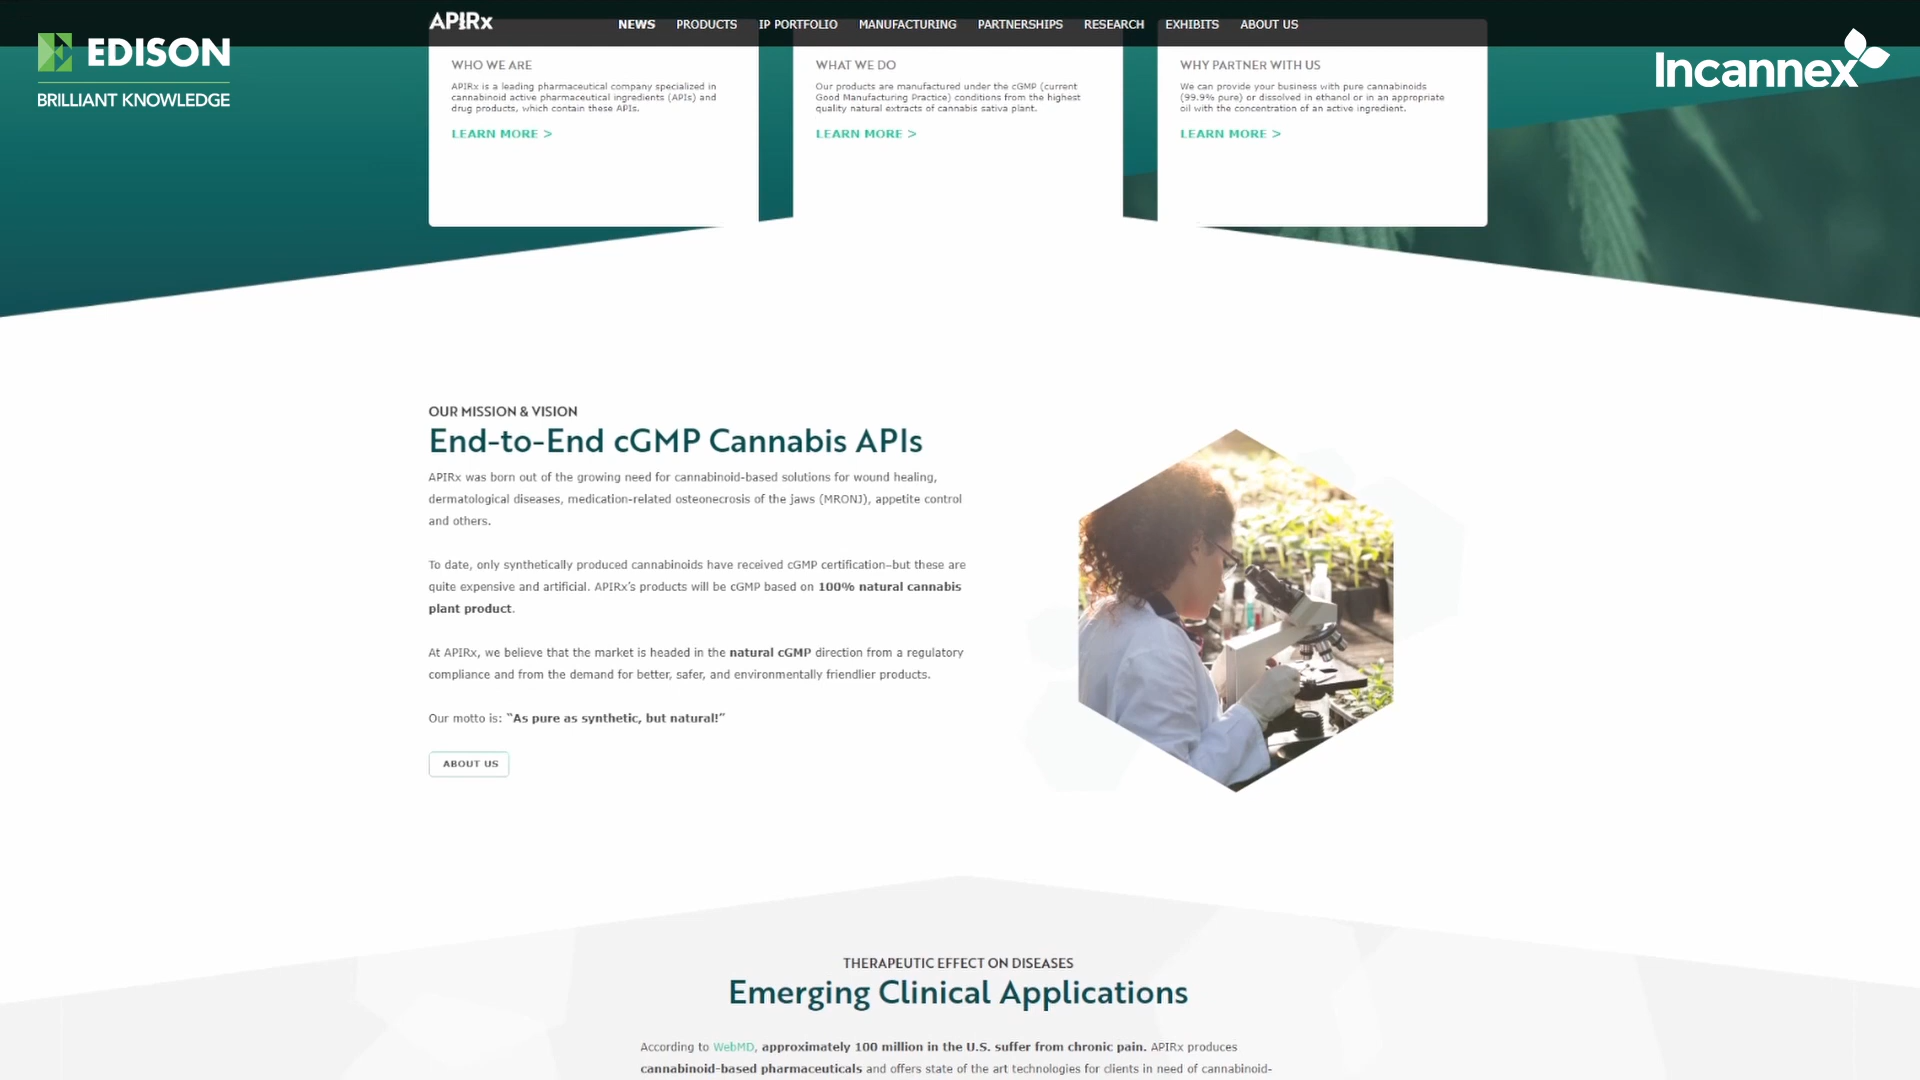 EDISON
BRILLIANT KNOWLEDGE
APIRx
NEWS PRODUCTS IP PORTFOLIO MANUFACTURING PARTNERSHIPS RESEARCH EXHIBITS ABOUT US
Incannex
WHO WE ARE
APIRx is a leading pharmaceutical company specialized in
cannabinoid active pharmaceutical ingredients (APIs) and
drug products, which contain these APIs.
LEARN MORE >
WHAT WE DO
Our products are manufactured under the cGMP (current
Good Manufacturing Practice) conditions from the highest
quality natural extracts of cannabis sativa plant.
LEARN MORE >
WHY PARTNER WITH US
We can provide your business with pure cannabinoids
(99.9% pure) or dissolved in ethanol or in an appropriate
oil with the concentration of an active ingredient.
LEARN MORE >
OUR MISSION & VISION
End-to-End cGMP Cannabis APIs
APIRx was born out of the growing need for cannabinoid-based solutions for wound healing,
dermatological diseases, medication-related osteonecrosis of the jaws (MRONJ), appetite control
and others.
To date, only synthetically produced cannabinoids have received cGMP certification–but these are
quite expensive and artificial. APIRx’s products will be cGMP based on 100% natural cannabis
plant product.
At APIRx, we believe that the market is headed in the natural cGMP direction from a regulatory
compliance and from the demand for better, safer, and environmentally friendlier products.
Our motto is: “As pure as synthetic, but natural!”
ABOUT US
THERAPEUTIC EFFECT ON DISEASES
Emerging Clinical Applications
According to WebMD, approximately 100 million in the U.S. suffer from chronic pain. APIRx produces
cannabinoid-based pharmaceuticals and offers state of the art technologies for clients in need of cannabinoid-